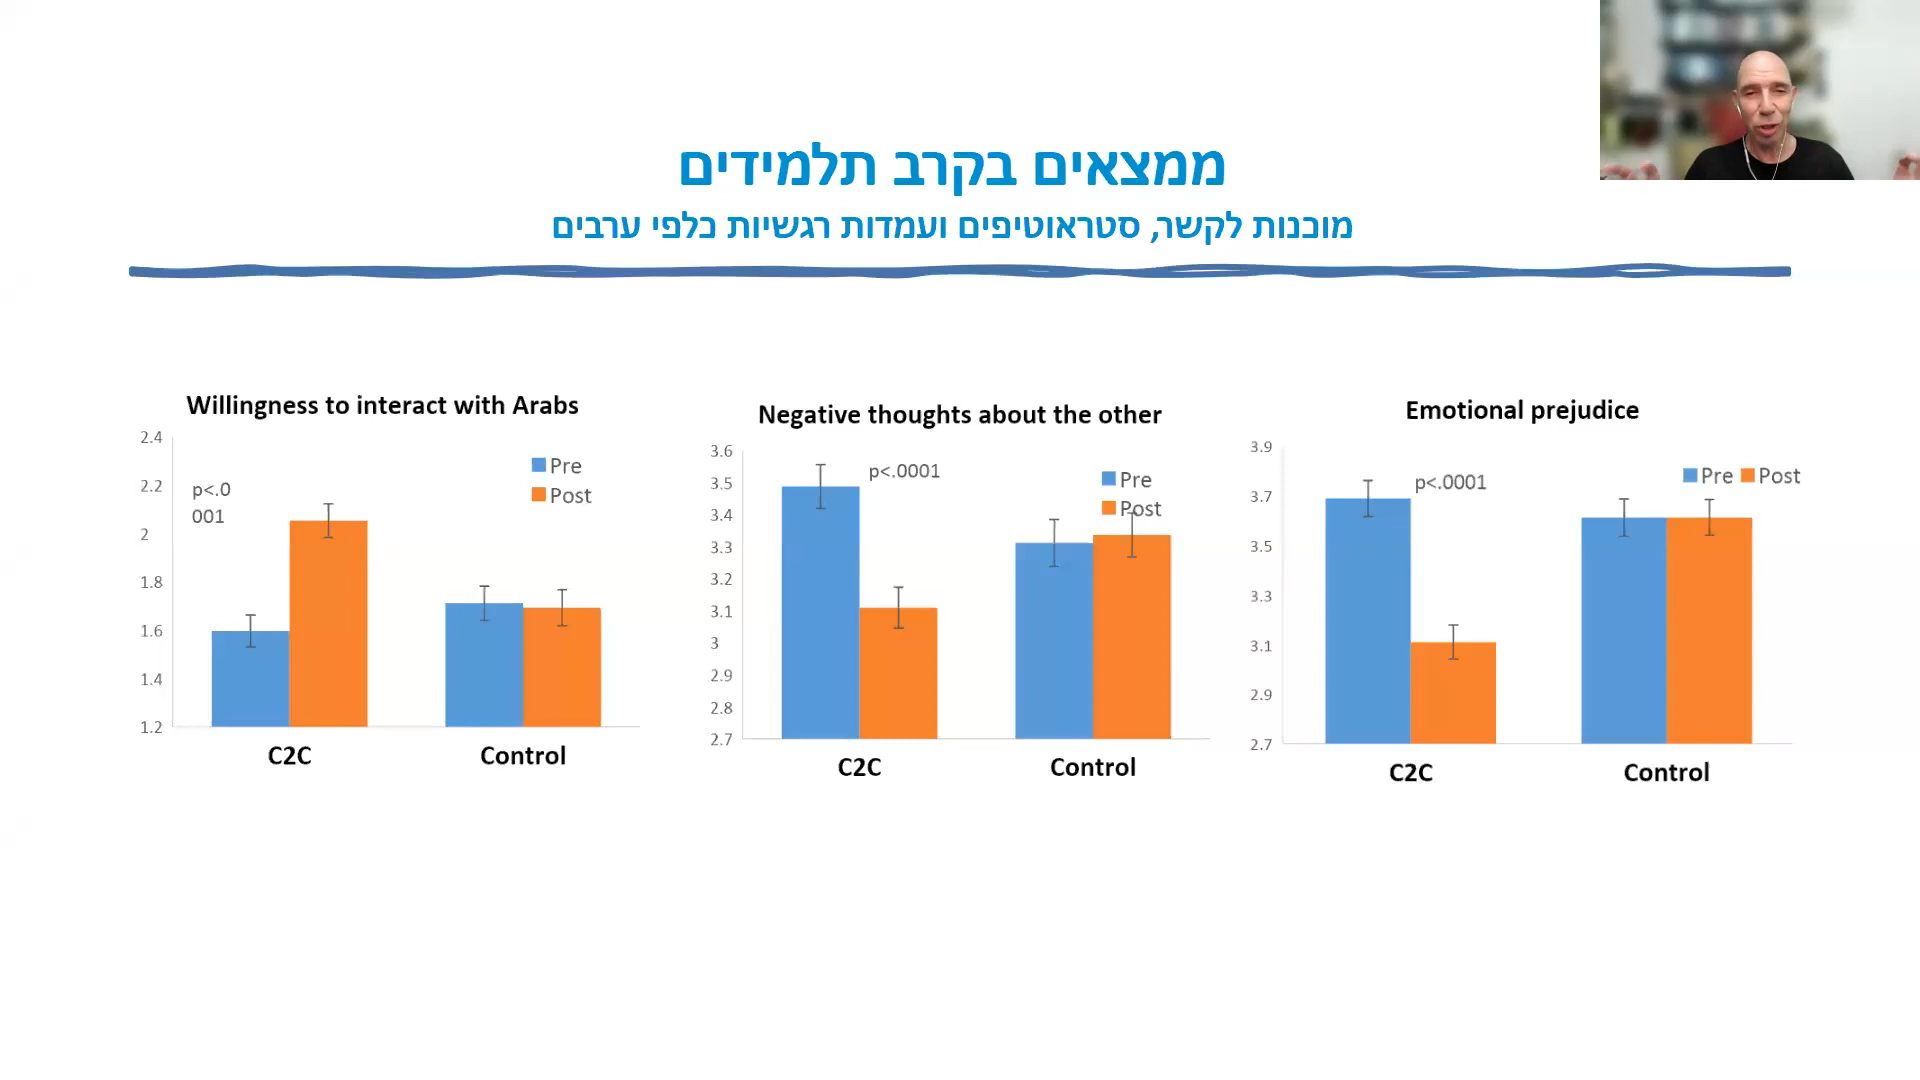 ממצאים בקרב תלמידים
מוכנות לקשר, סטראוטיפים ועמדות רגשיות כלפי ערבים
Willingness to interact with Arabs
2.4
2.2
2
1.8
1.6
1.4
1.2
p<.0
001
Pre
Post
C2C
Control
Negative thoughts about the other
3.6
3.5
3.4
3.3
3.2
3.1
3
2.9
2.8
2.7
p<.0001
Pre
Post
C2C
Control
Emotional prejudice
3.9
3.7
3.5
3.3
3.1
2.9
2.7
p<.0001
Pre Post
C2C
Control